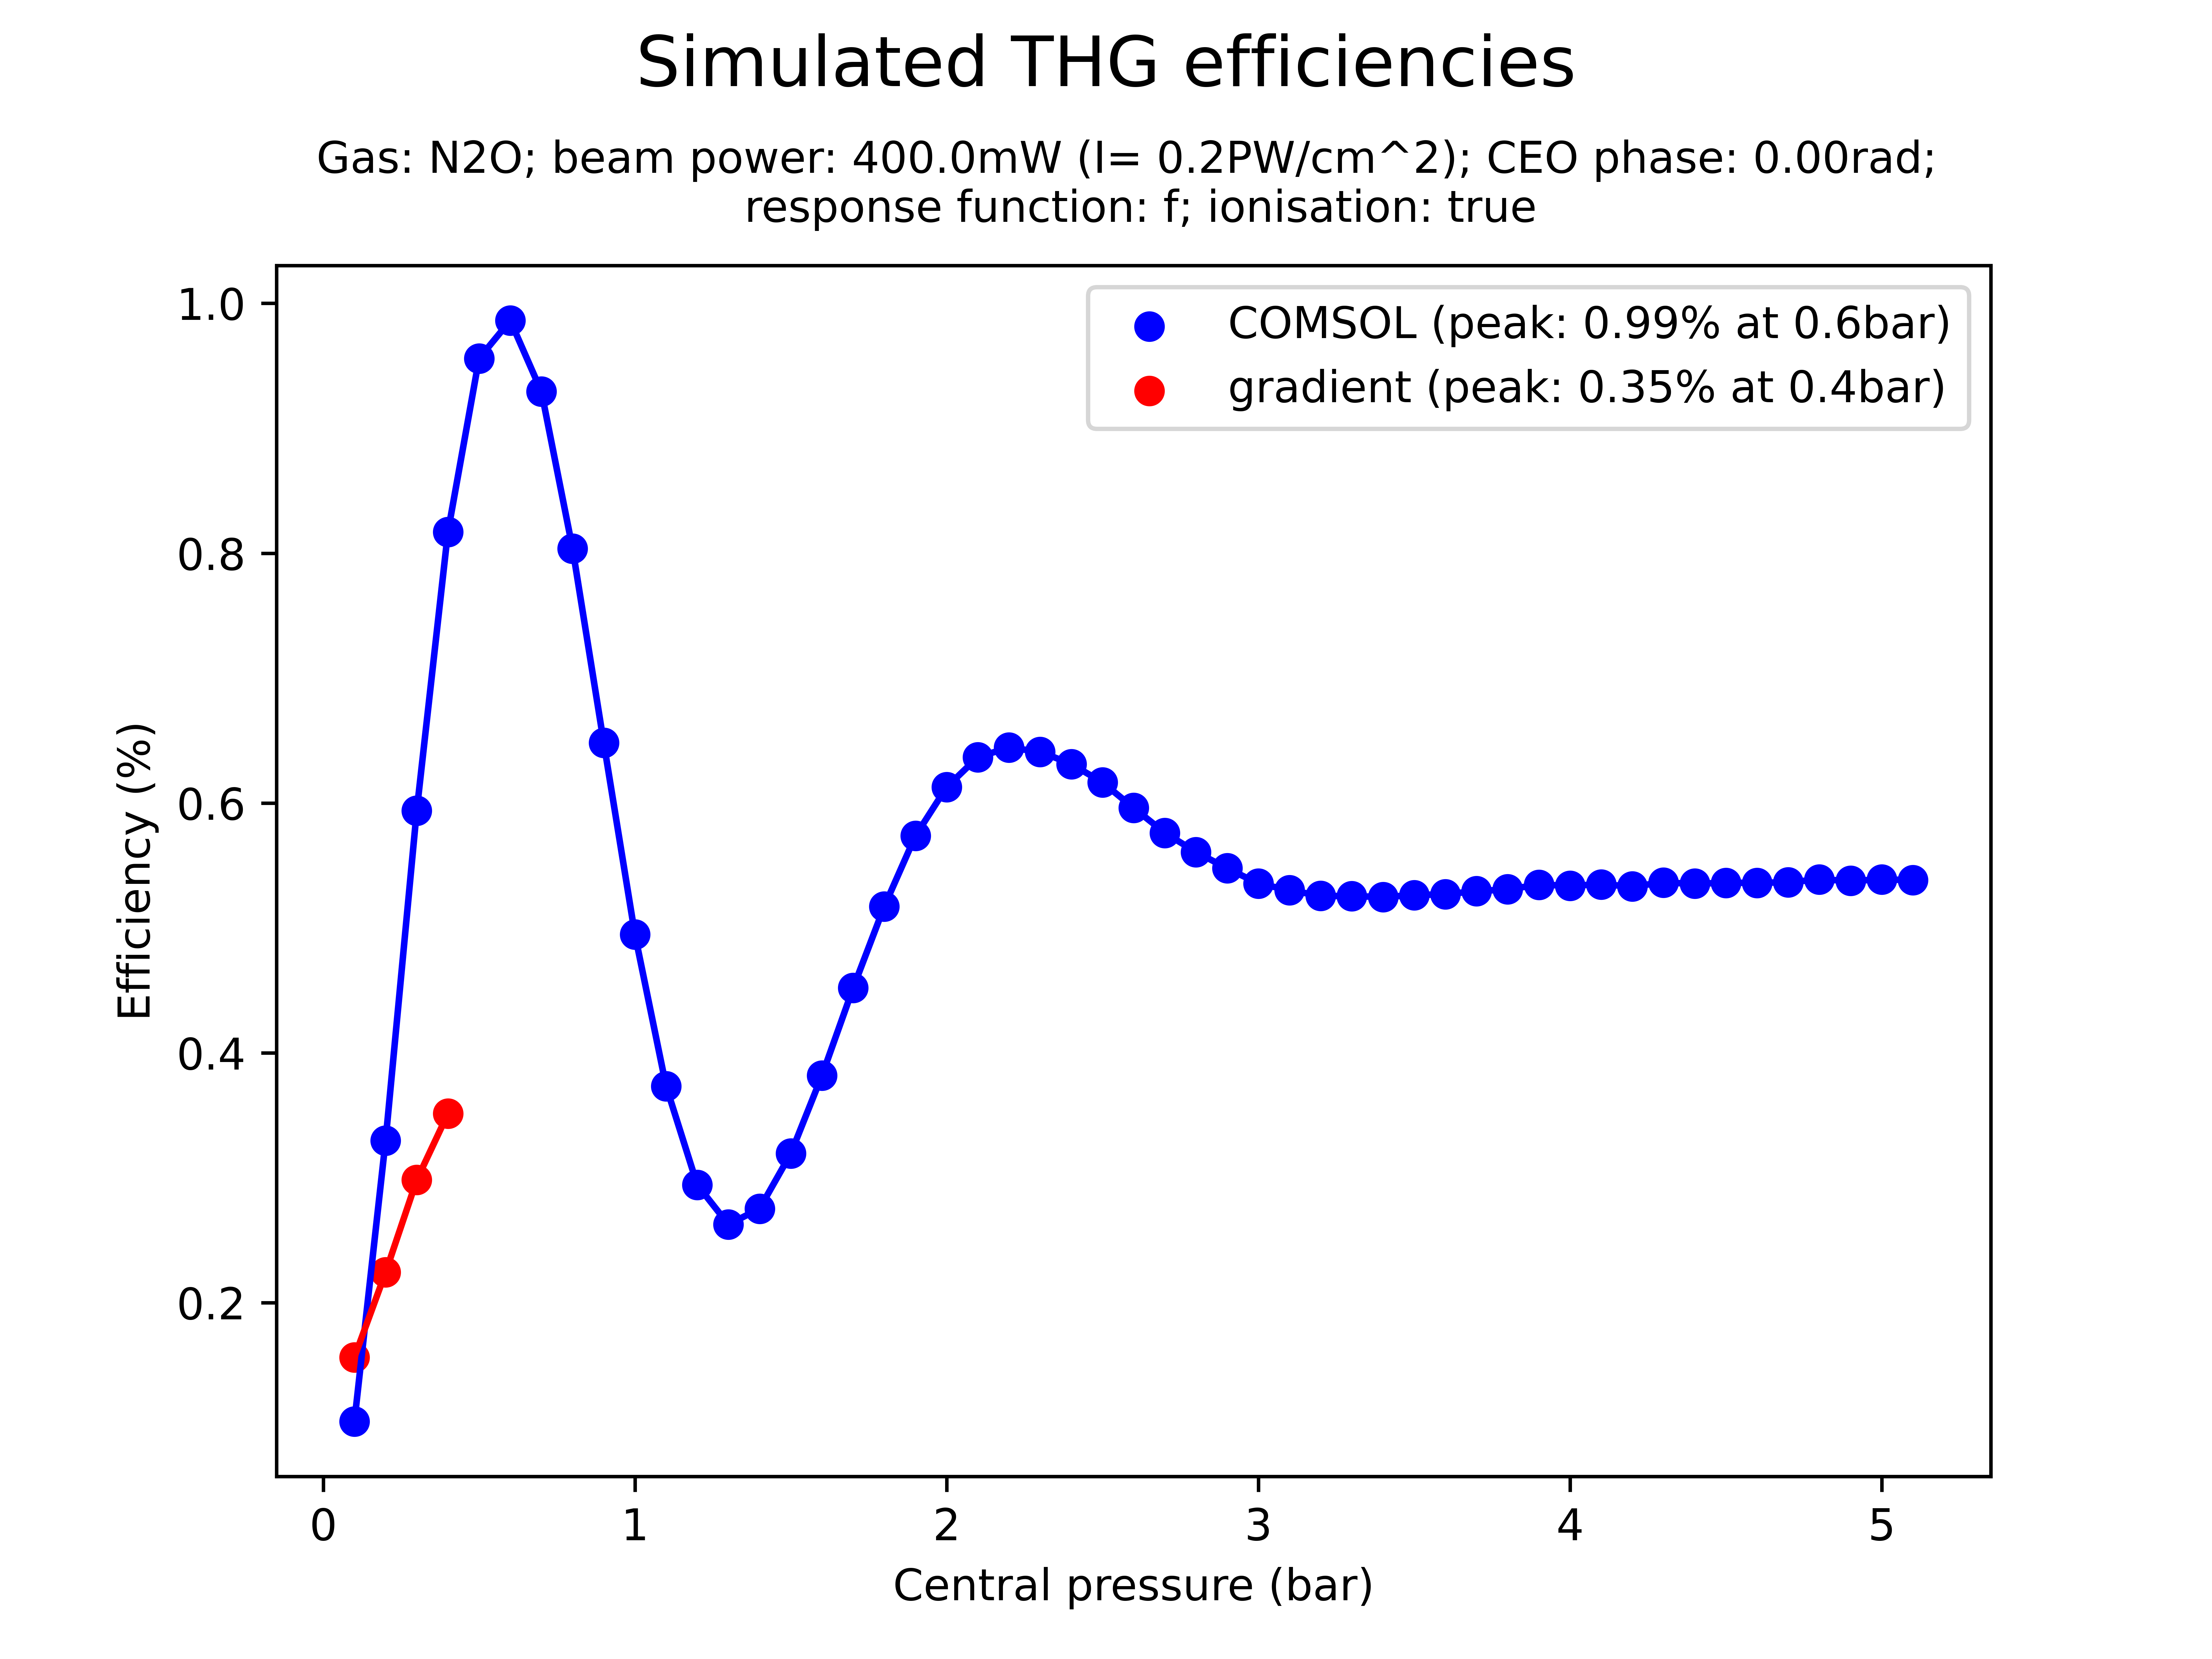 Simulated THG efficiencies
Gas: N2O; beam power: 400.0mW (I= 0.2PW/cm^2); CEO phase: 0.00rad;
response function: f; ionisation: true
COMSOL (peak: 0.99% at 0.6bar)
gradient (peak: 0.35% at 0.4bar)
Efficiency (%)
1.0
0.8
0.6
0.4
0.2
0 1 2 3 4 5
Central pressure (bar)